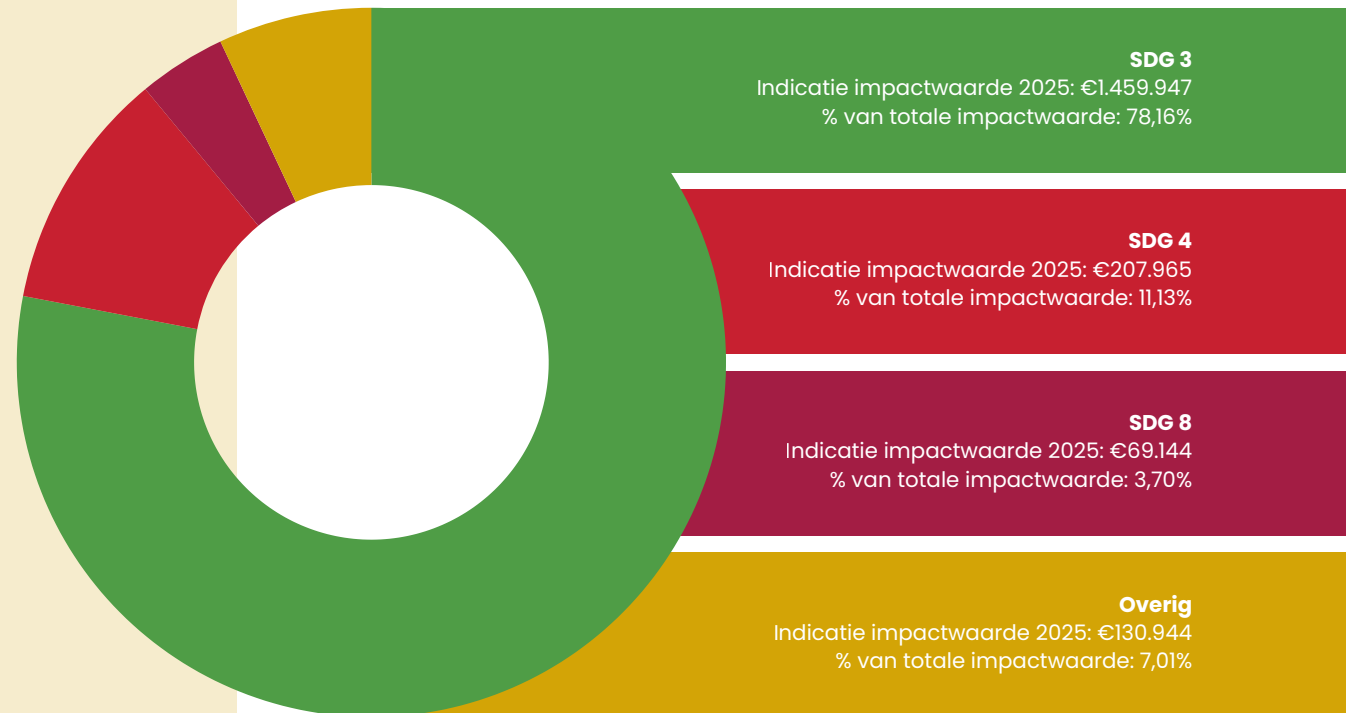 SDG 3
Indicatie impactwaarde 2025: €1.459.947
% van totale impactwaarde: 78,16%
SDG 4
Indicatie impactwaarde 2025: €207.965
% van totale impactwaarde: 11,13%
SDG 8
Indicatie impactwaarde 2025: €69.144
% van totale impactwaarde: 3,70%
Overig
Indicatie impactwaarde 2025: €130.944
% van totale impactwaarde: 7,01%